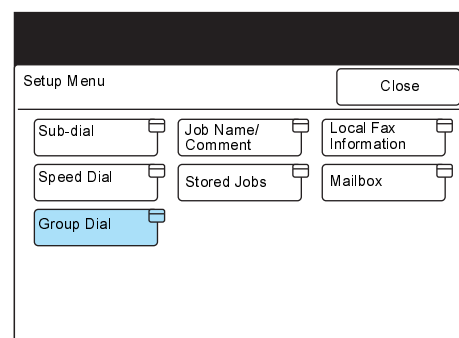 Setup Menu
Close
Sub-dial
Job Name/
Comment
Local Fax
Information
Speed Dial
Stored Jobs
Mailbox
Group Dial